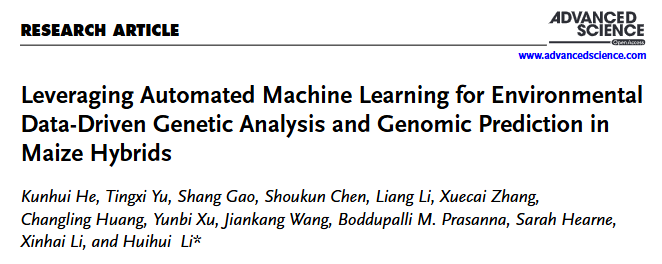 RESEARCH ARTICLE
ADVANCED
SCIENCE
Open Access
www.advancedscience.com
Leveraging Automated Machine Learning for Environmental
Data-Driven Genetic Analysis and Genomic Prediction in
Maize Hybrids
Kunhui He, Tingxi Yu, Shang Gao, Shoukun Chen, Liang Li, Xuecai Zhang,
Changling Huang, Yunbi Xu, Jiankang Wang, Boddupalli M. Prasanna, Sarah Hearne,
Xinhai Li, and Huihui Li*